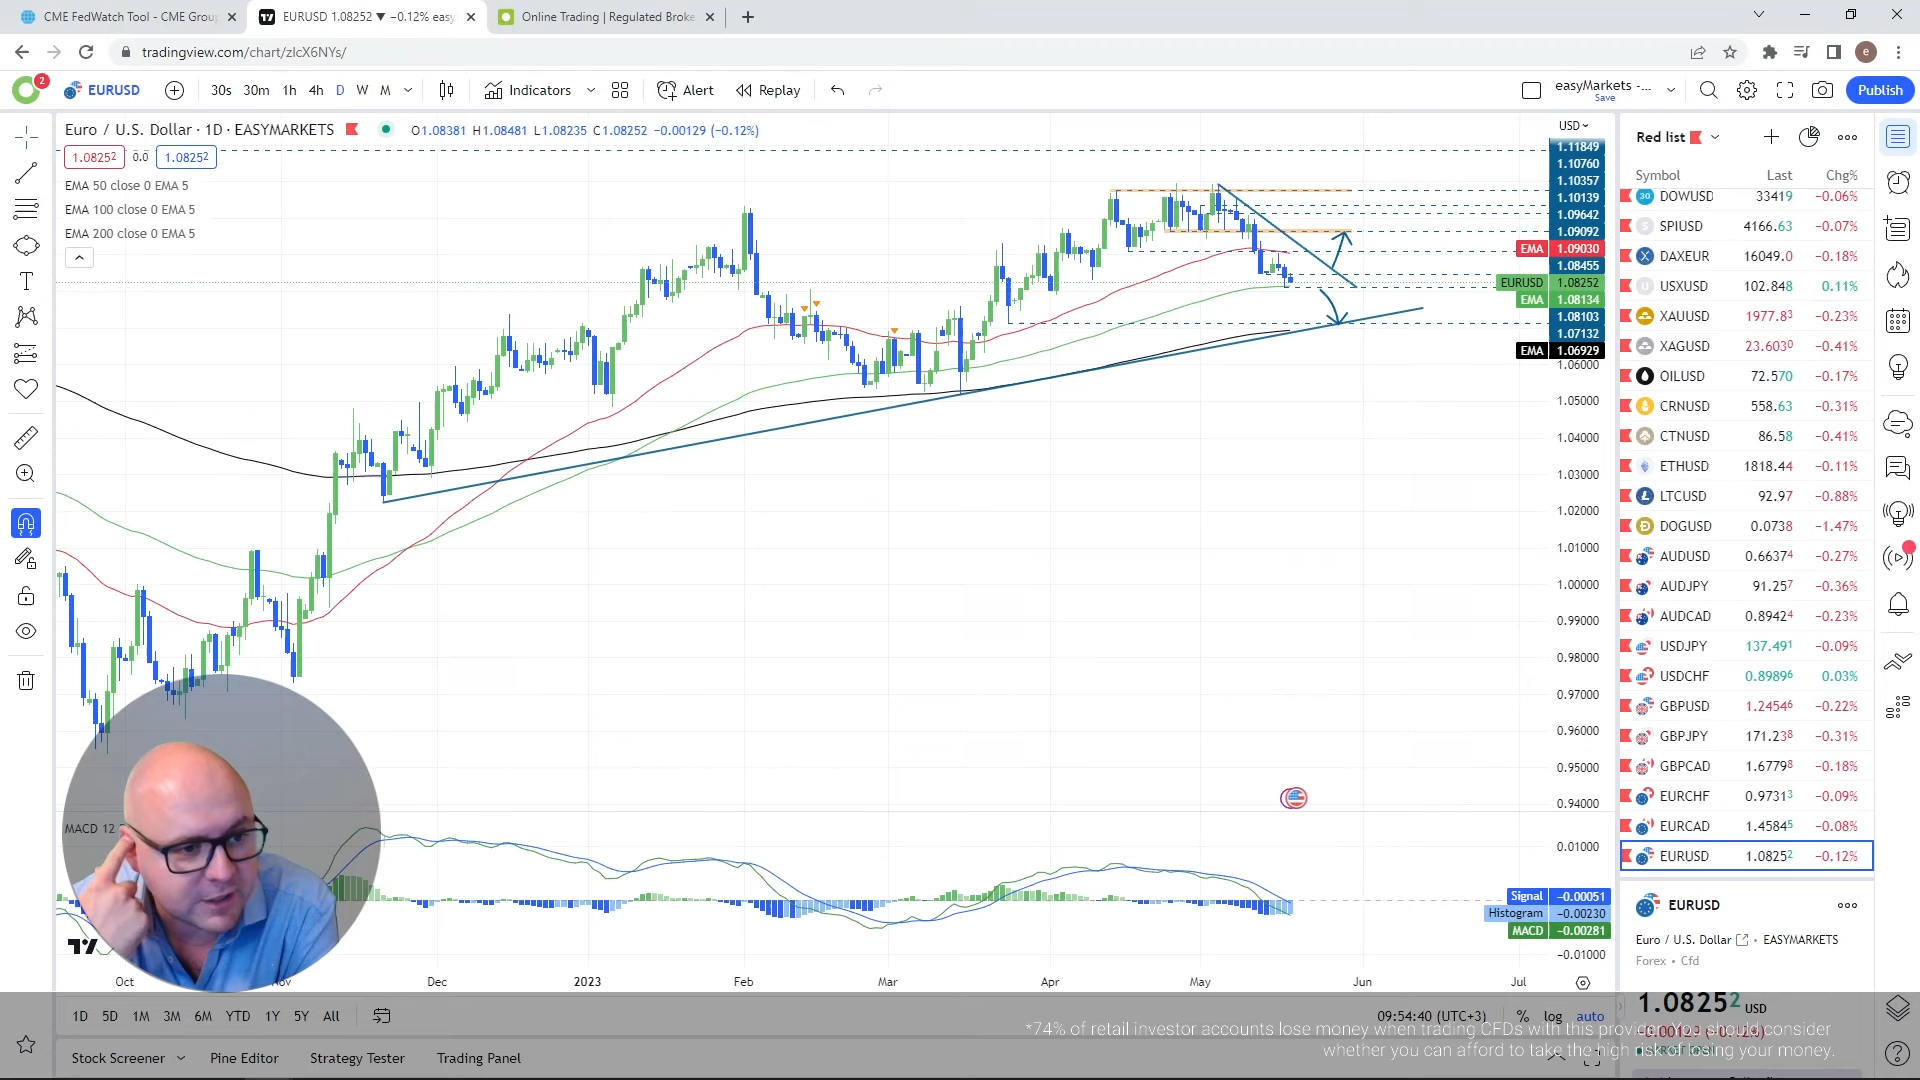 CME FedWatch Tool - CME Grou
EURUSD 1.08252 ▼ −0.12% easy
Online Trading | Regulated Broke
tradingview.com/chart/zIcX6NYs/
e
2
EURUSD
30s 30m 1h 4h D W M
Indicators
Alert
Replay
easyMarkets -...
Save
Publish
Euro / U.S. Dollar · 1D · EASYMARKETS
O1.08381 H1.08481 L1.08235 C1.08252 −0.00129 (−0.12%)
1.08252 0.0 1.08252
EMA 50 close 0 EMA 5
EMA 100 close 0 EMA 5
EMA 200 close 0 EMA 5
USD
1.11849
1.10760
1.10357
1.10139
1.09642
1.09092
EMA 1.09030
1.08455
EURUSD 1.08252
EMA 1.08134
1.08103
1.07132
EMA 1.06929
1.06000
1.05000
1.04000
1.03000
1.02000
1.01000
1.00000
0.99000
0.98000
0.97000
0.96000
0.95000
0.94000
MACD 12
0.01000
Signal −0.00051
Histogram −0.00230
MACD −0.00281
−0.01000
Oct Nov Dec 2023 Feb Mar Apr May Jun Jul
1D 5D 1M 3M 6M YTD 1Y 5Y All
09:54:40 (UTC+3) % log auto
Stock Screener Pine Editor Strategy Tester Trading Panel
Red list
Symbol Last Chg%
DOWUSD 33419 −0.06%
SPIUSD 4166.63 −0.07%
DAXEUR 16049.0 −0.18%
USXUSD 102.848 0.11%
XAUUSD 1977.83 −0.23%
XAGUSD 23.6030 −0.41%
OILUSD 72.570 −0.17%
CRNUSD 558.63 −0.31%
CTNUSD 86.58 −0.41%
ETHUSD 1818.44 −0.11%
LTCUSD 92.97 −0.88%
DOGUSD 0.0738 −1.47%
AUDUSD 0.66374 −0.27%
AUDJPY 91.257 −0.36%
AUDCAD 0.89424 −0.23%
USDJPY 137.491 −0.09%
USDCHF 0.89896 0.03%
GBPUSD 1.24546 −0.22%
GBPJPY 171.238 −0.31%
GBPCAD 1.67798 −0.18%
EURCHF 0.97313 −0.09%
EURCAD 1.45845 −0.08%
EURUSD 1.08252 −0.12%
EURUSD
Euro / U.S. Dollar • EASYMARKETS
Forex • Cfd
1.08252 USD
−0.00129 (−0.12%)
*74% of retail investor accounts lose money when trading CFDs with this provider. You should consider
whether you can afford to take the high risk of losing your money.